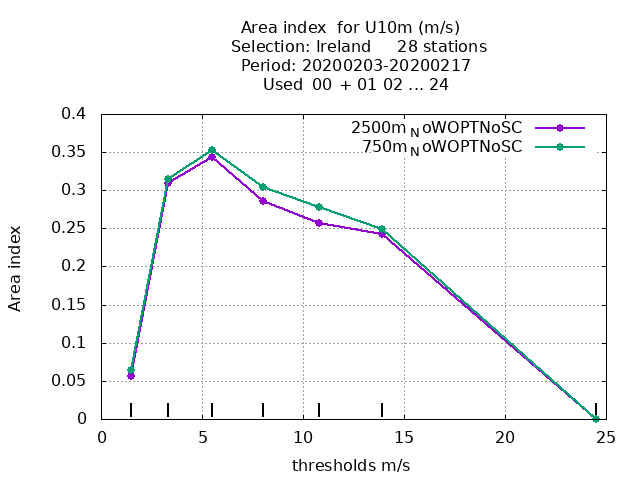 Area index  for U10m (m/s)
Selection: Ireland     28 stations
Period: 20200203-20200217
Used  00 + 01 02 ... 24
2500m_NoWOPTNoSC
750m_NoWOPTNoSC
0.4
0.35
0.3
0.25
0.2
0.15
0.1
0.05
0
Area index
0 5 10 15 20 25
thresholds m/s